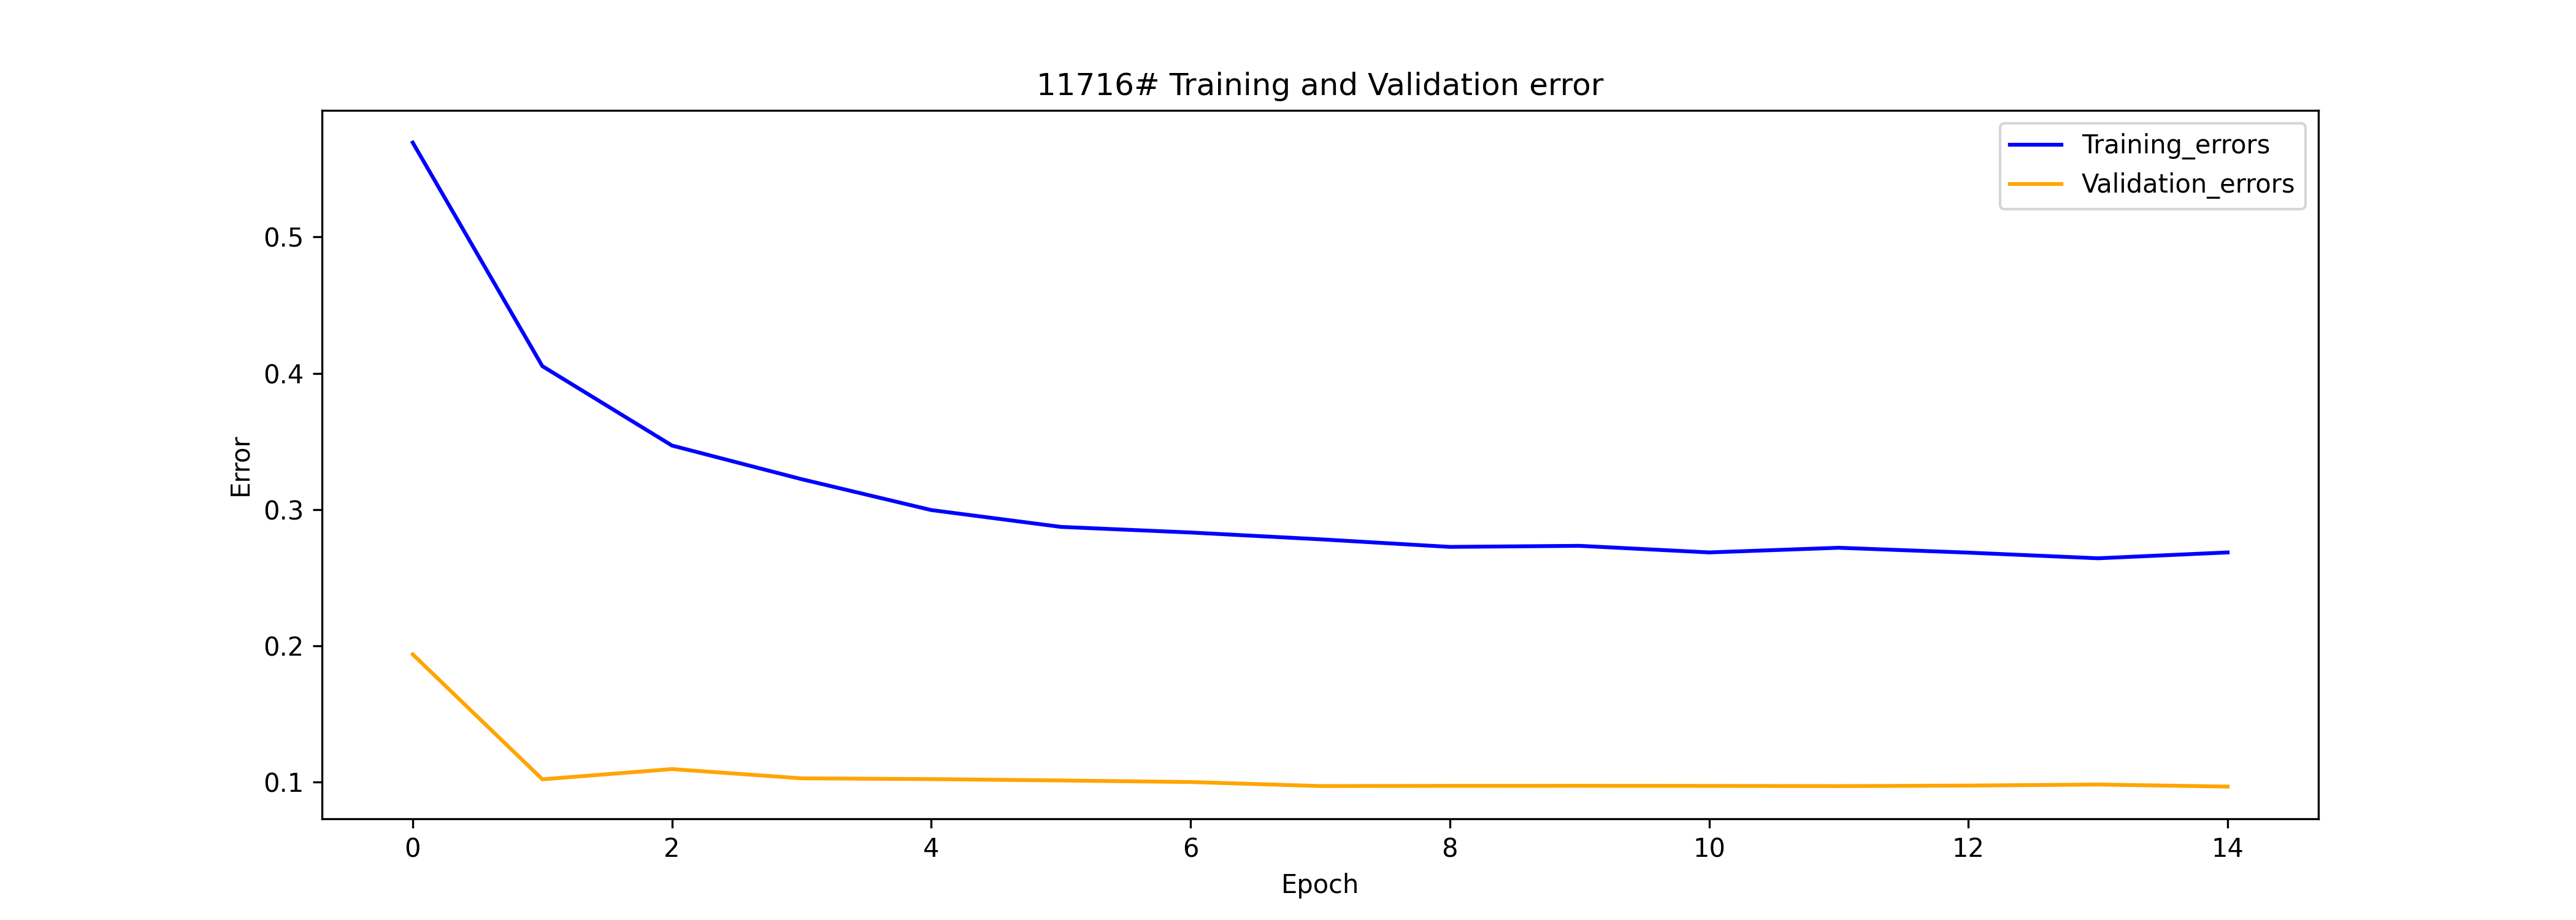 11716# Training and Validation error
Training_errors
Validation_errors
Error
0.5
0.4
0.3
0.2
0.1
0 2 4 6 8 10 12 14
Epoch